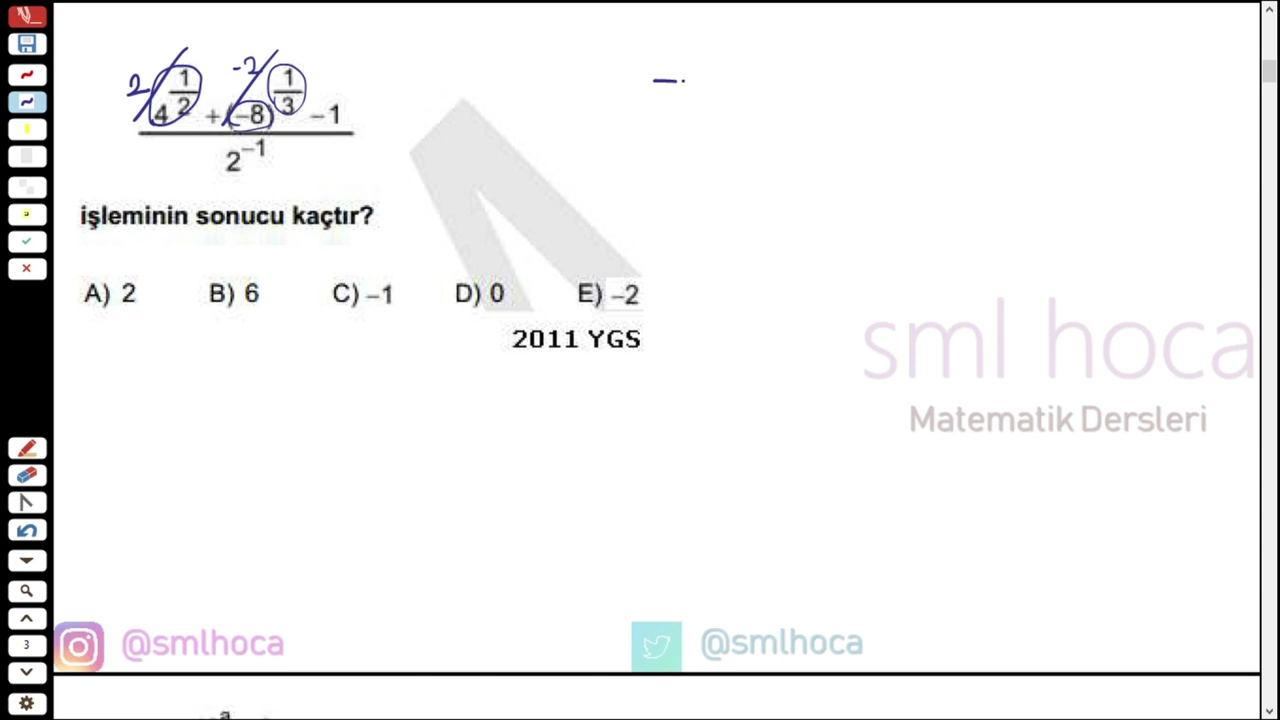 2 -2 —
4^(1/2) + (−8)^(1/3) −1
2^(−1)
işleminin sonucu kaçtır?
A) 2 B) 6 C) −1 D) 0 E) −2
2011 YGS
sml hoca
Matematik Dersleri
3
@smlhoca @smlhoca